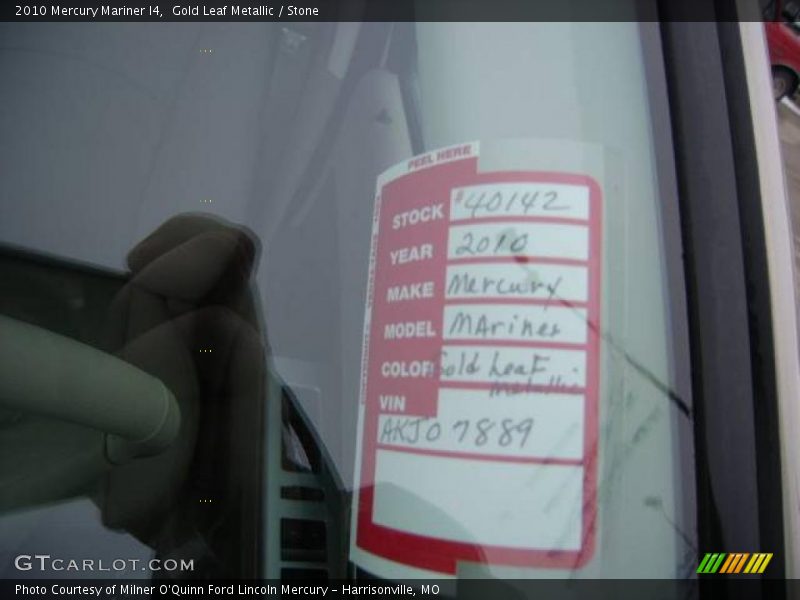 2010 Mercury Mariner I4, Gold Leaf Metallic / Stone
PEEL HERE
STOCK #40142
YEAR 2010
MAKE Mercury
MODEL MAriner
COLOR Gold Leaf
Metallic
VIN
AKJ07889
GTCARLOT.COM
Photo Courtesy of Milner O'Quinn Ford Lincoln Mercury - Harrisonville, MO